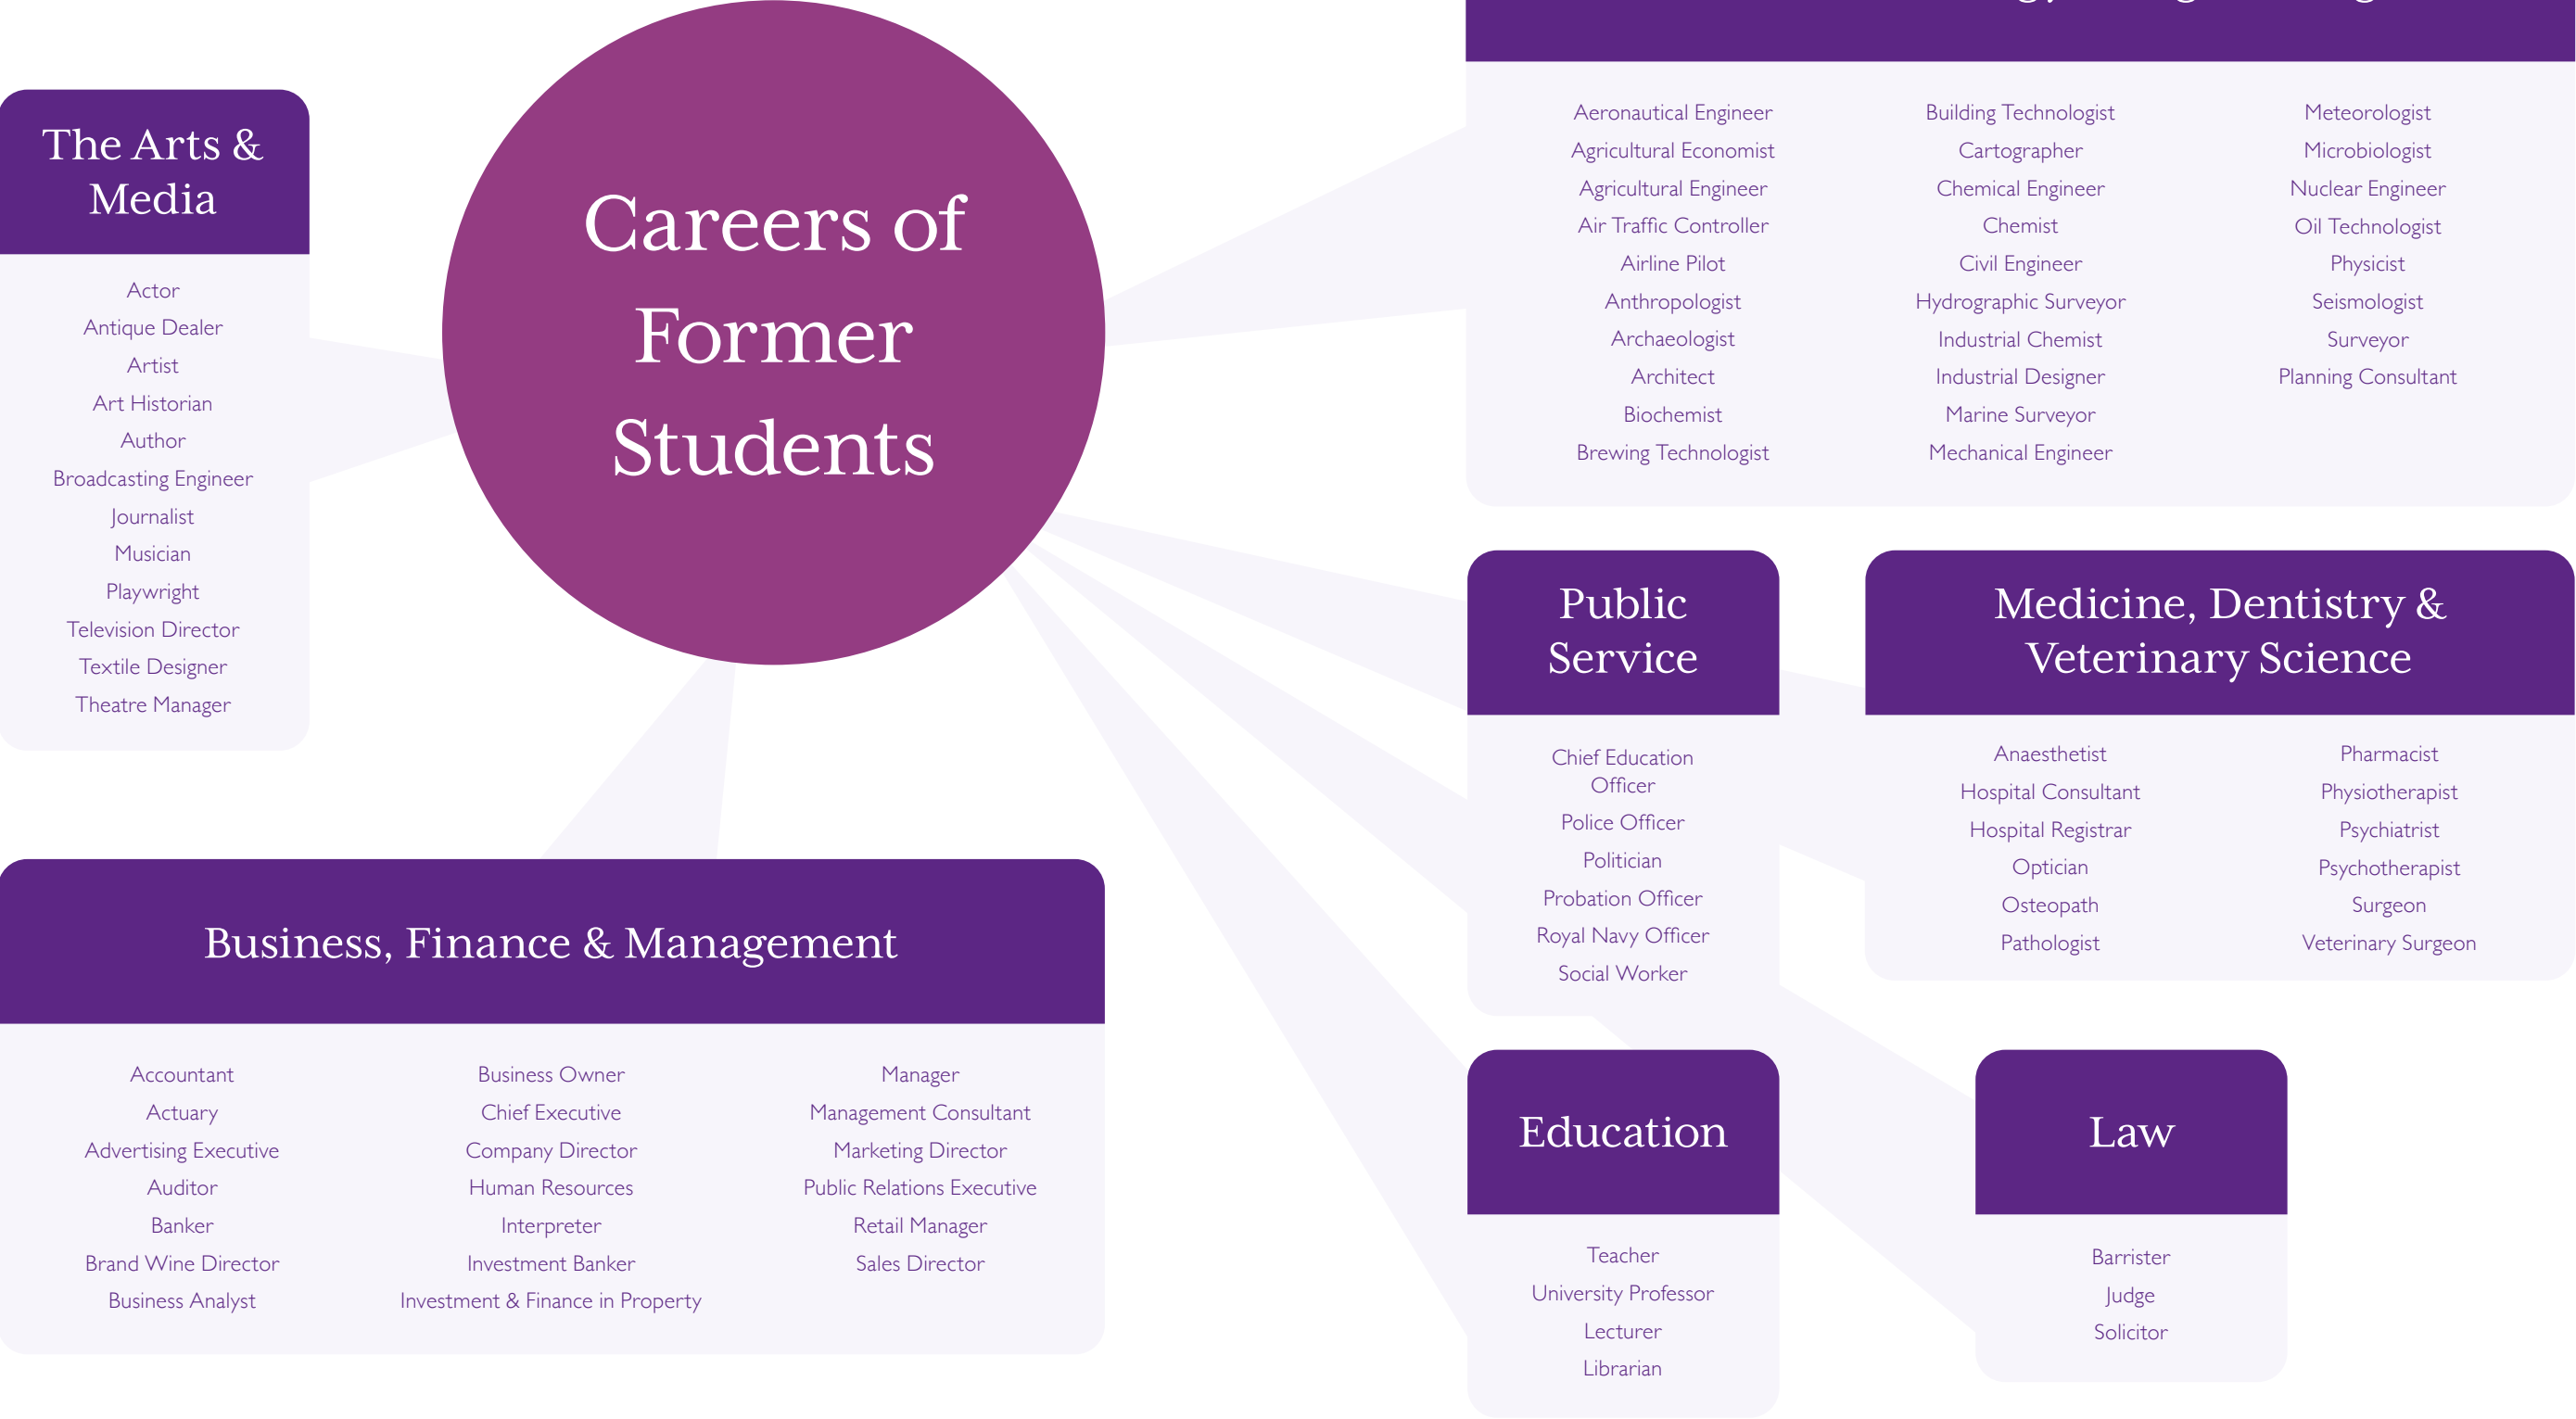 Careers of
Former
Students
The Arts &
Media
Actor
Antique Dealer
Artist
Art Historian
Author
Broadcasting Engineer
Journalist
Musician
Playwright
Television Director
Textile Designer
Theatre Manager
Aeronautical Engineer
Agricultural Economist
Agricultural Engineer
Air Traffic Controller
Airline Pilot
Anthropologist
Archaeologist
Architect
Biochemist
Brewing Technologist
Building Technologist
Cartographer
Chemical Engineer
Chemist
Civil Engineer
Hydrographic Surveyor
Industrial Chemist
Industrial Designer
Marine Surveyor
Mechanical Engineer
Meteorologist
Microbiologist
Nuclear Engineer
Oil Technologist
Physicist
Seismologist
Surveyor
Planning Consultant
Public
Service
Chief Education
Officer
Police Officer
Politician
Probation Officer
Royal Navy Officer
Social Worker
Medicine, Dentistry &
Veterinary Science
Anaesthetist
Hospital Consultant
Hospital Registrar
Optician
Osteopath
Pathologist
Pharmacist
Physiotherapist
Psychiatrist
Psychotherapist
Surgeon
Veterinary Surgeon
Business, Finance & Management
Accountant
Actuary
Advertising Executive
Auditor
Banker
Brand Wine Director
Business Analyst
Business Owner
Chief Executive
Company Director
Human Resources
Interpreter
Investment Banker
Investment & Finance in Property
Manager
Management Consultant
Marketing Director
Public Relations Executive
Retail Manager
Sales Director
Education
Teacher
University Professor
Lecturer
Librarian
Law
Barrister
Judge
Solicitor